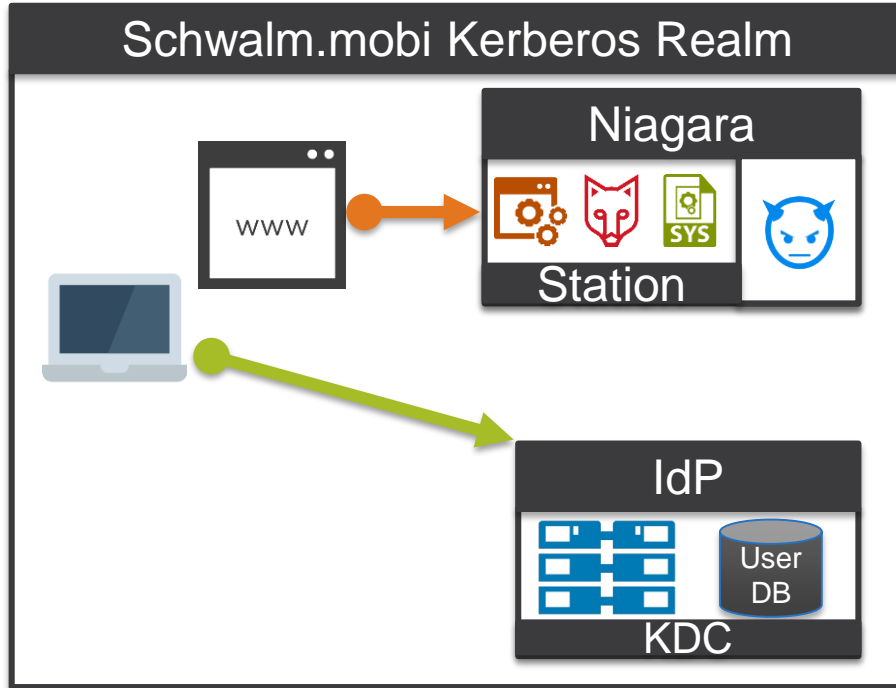 Schwalm.mobi Kerberos Realm
Niagara
www
SYS
Station
IdP
User
DB
KDC